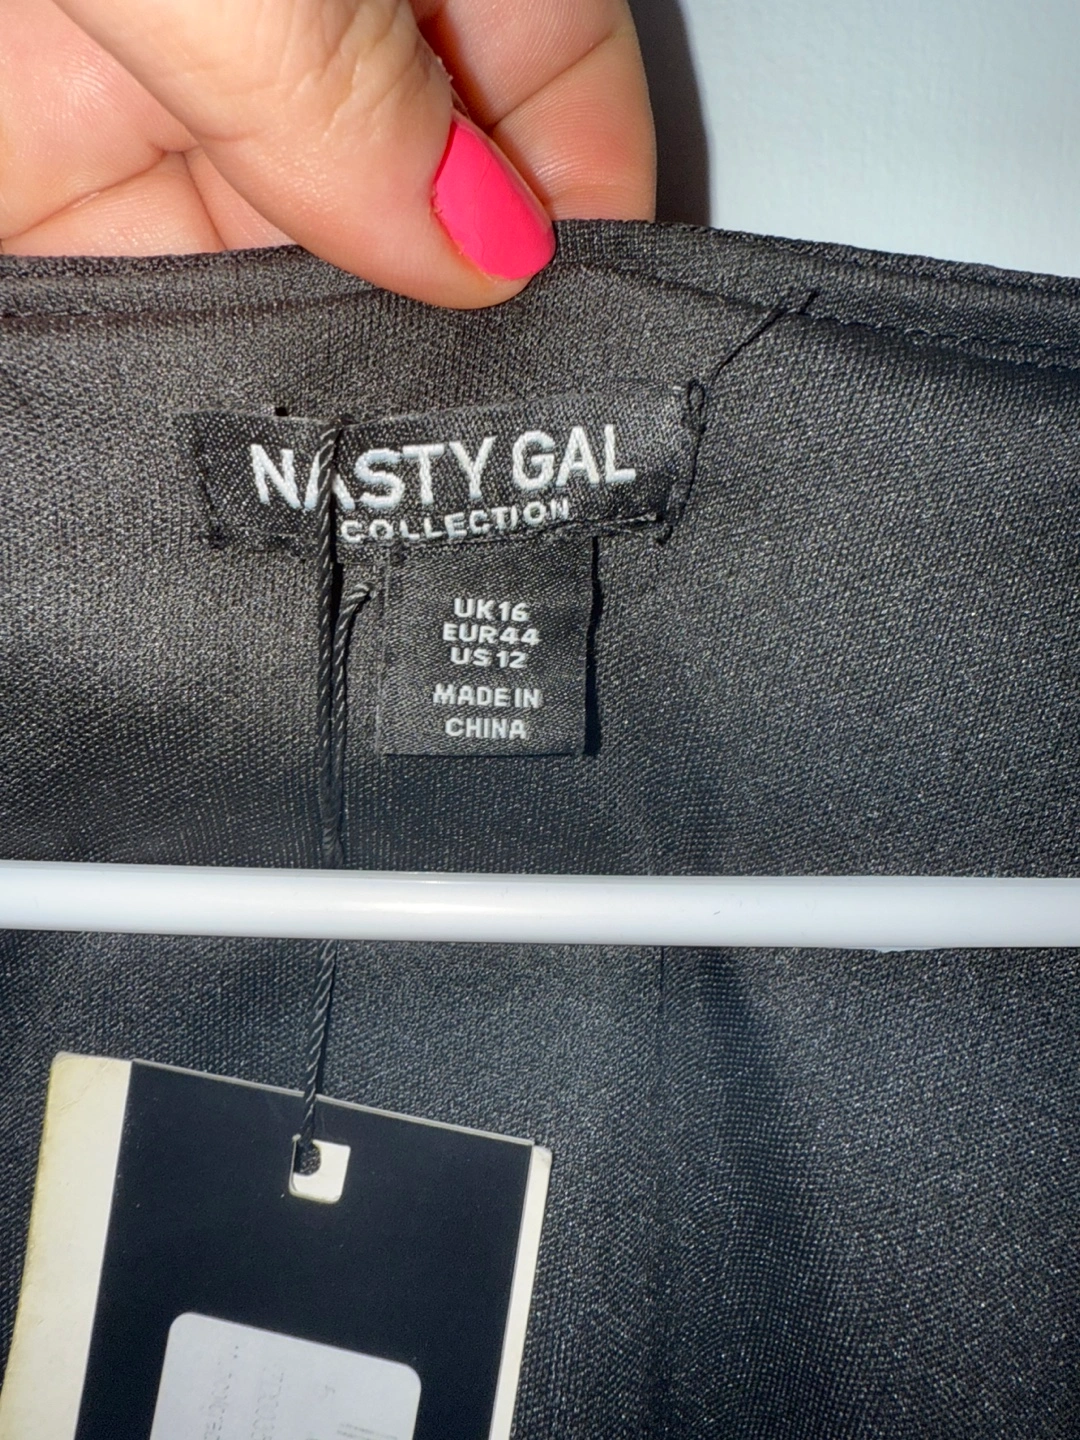 NASTY GAL
COLLECTION
UK16
EUR44
US12
MADE IN
CHINA